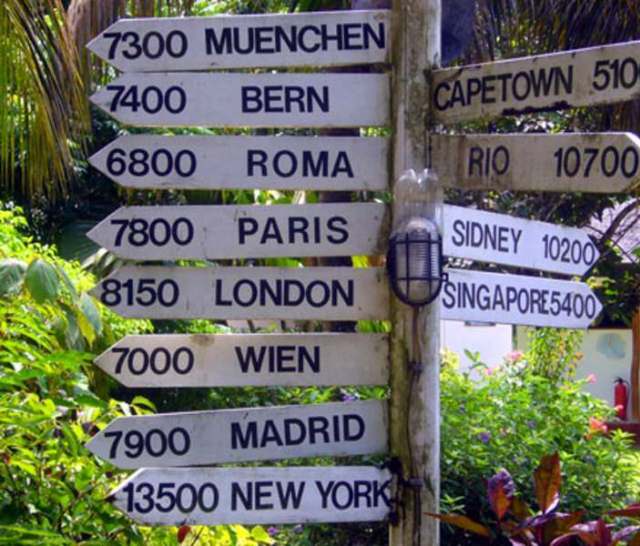 7300 MUENCHEN
7400 BERN
6800 ROMA
7800 PARIS
8150 LONDON
7000 WIEN
7900 MADRID
13500 NEW YORK
CAPETOWN 510
RIO 10700
SIDNEY 10200
SINGAPORE 5400